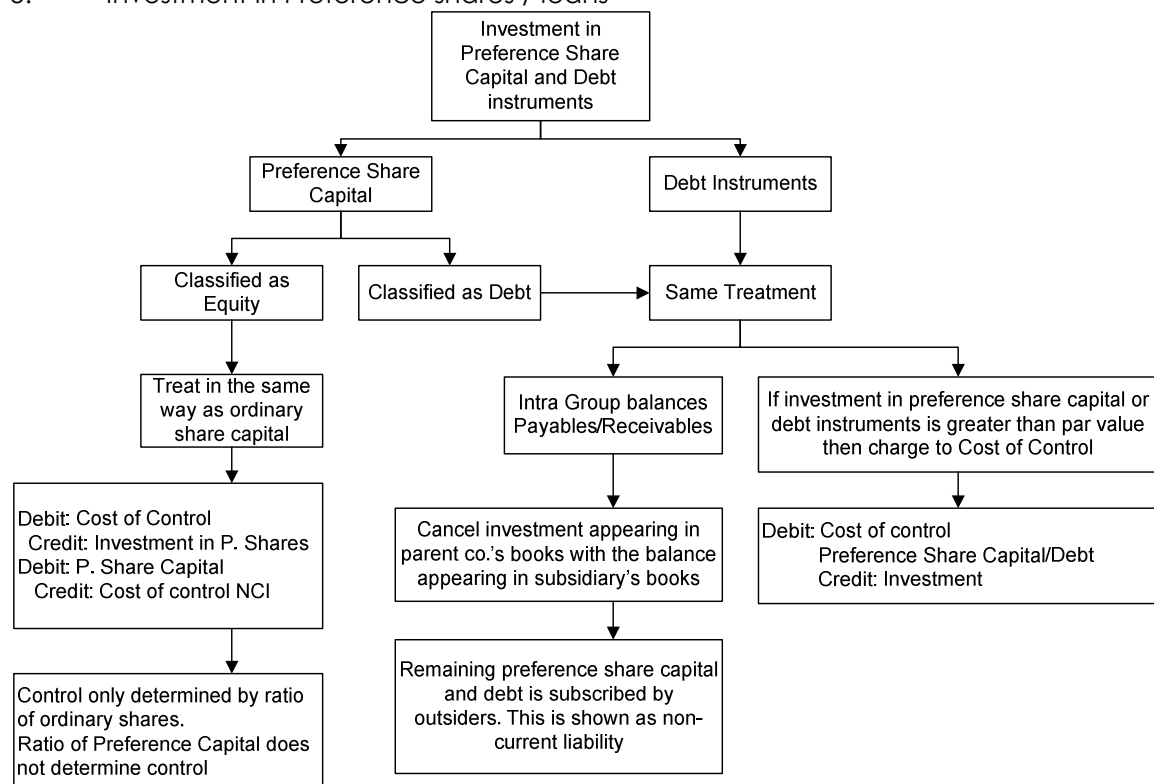 Investment in Preference shares / loans
Investment in
Preference Share
Capital and Debt
instruments
Preference Share
Capital
Debt Instruments
Classified as
Equity
Classified as Debt
Same Treatment
Treat in the same
way as ordinary
share capital
Intra Group balances
Payables/Receivables
If investment in preference share capital or
debt instruments is greater than par value
then charge to Cost of Control
Debit: Cost of Control
Credit: Investment in P. Shares
Debit: P. Share Capital
Credit: Cost of control NCI
Cancel investment appearing in
parent co.'s books with the balance
appearing in subsidiary's books
Debit: Cost of control
Preference Share Capital/Debt
Credit: Investment
Control only determined by ratio
of ordinary shares.
Ratio of Preference Capital does
not determine control
Remaining preference share capital
and debt is subscribed by
outsiders. This is shown as non-
current liability